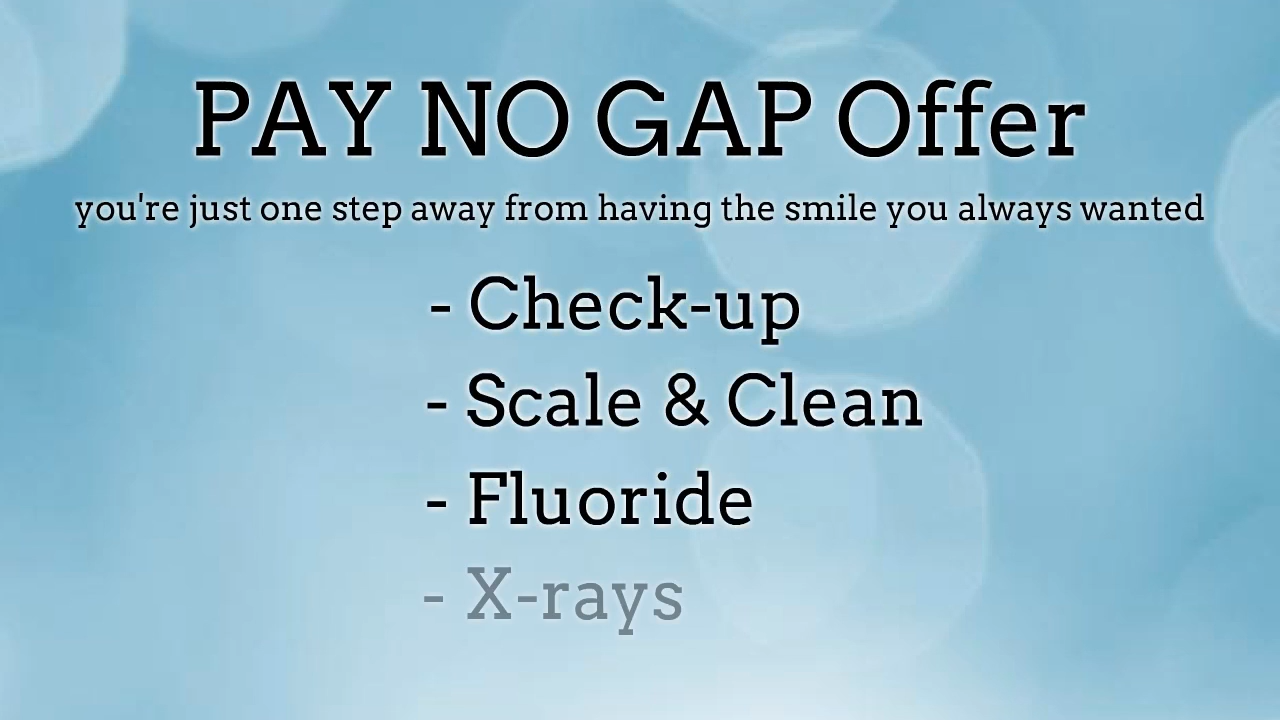 PAY NO GAP Offer
you're just one step away from having the smile you always wanted
- Check-up
- Scale & Clean
- Fluoride
- X-rays